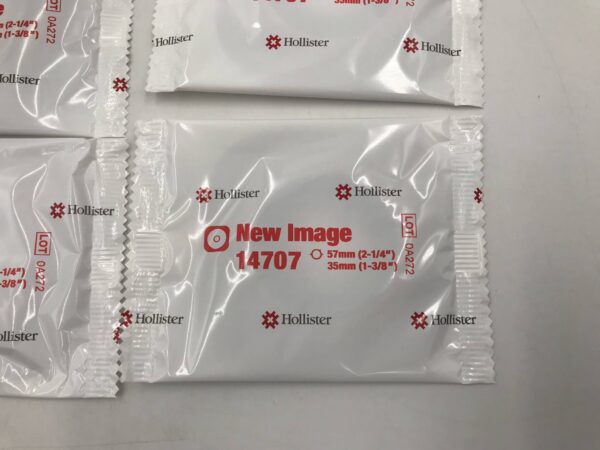 m (2-1/4")
m (1-3/8")
LOT 0A272
Hollister
14707 35mm (1-3/8")
Hollister Hollister
Hollister
-1/4")
-3/8")
LOT 0A272
Hollister
Hollister Hollister
New Image
14707 57mm (2-1/4")
35mm (1-3/8")
LOT 0A272
Hollister Hollister Hollister